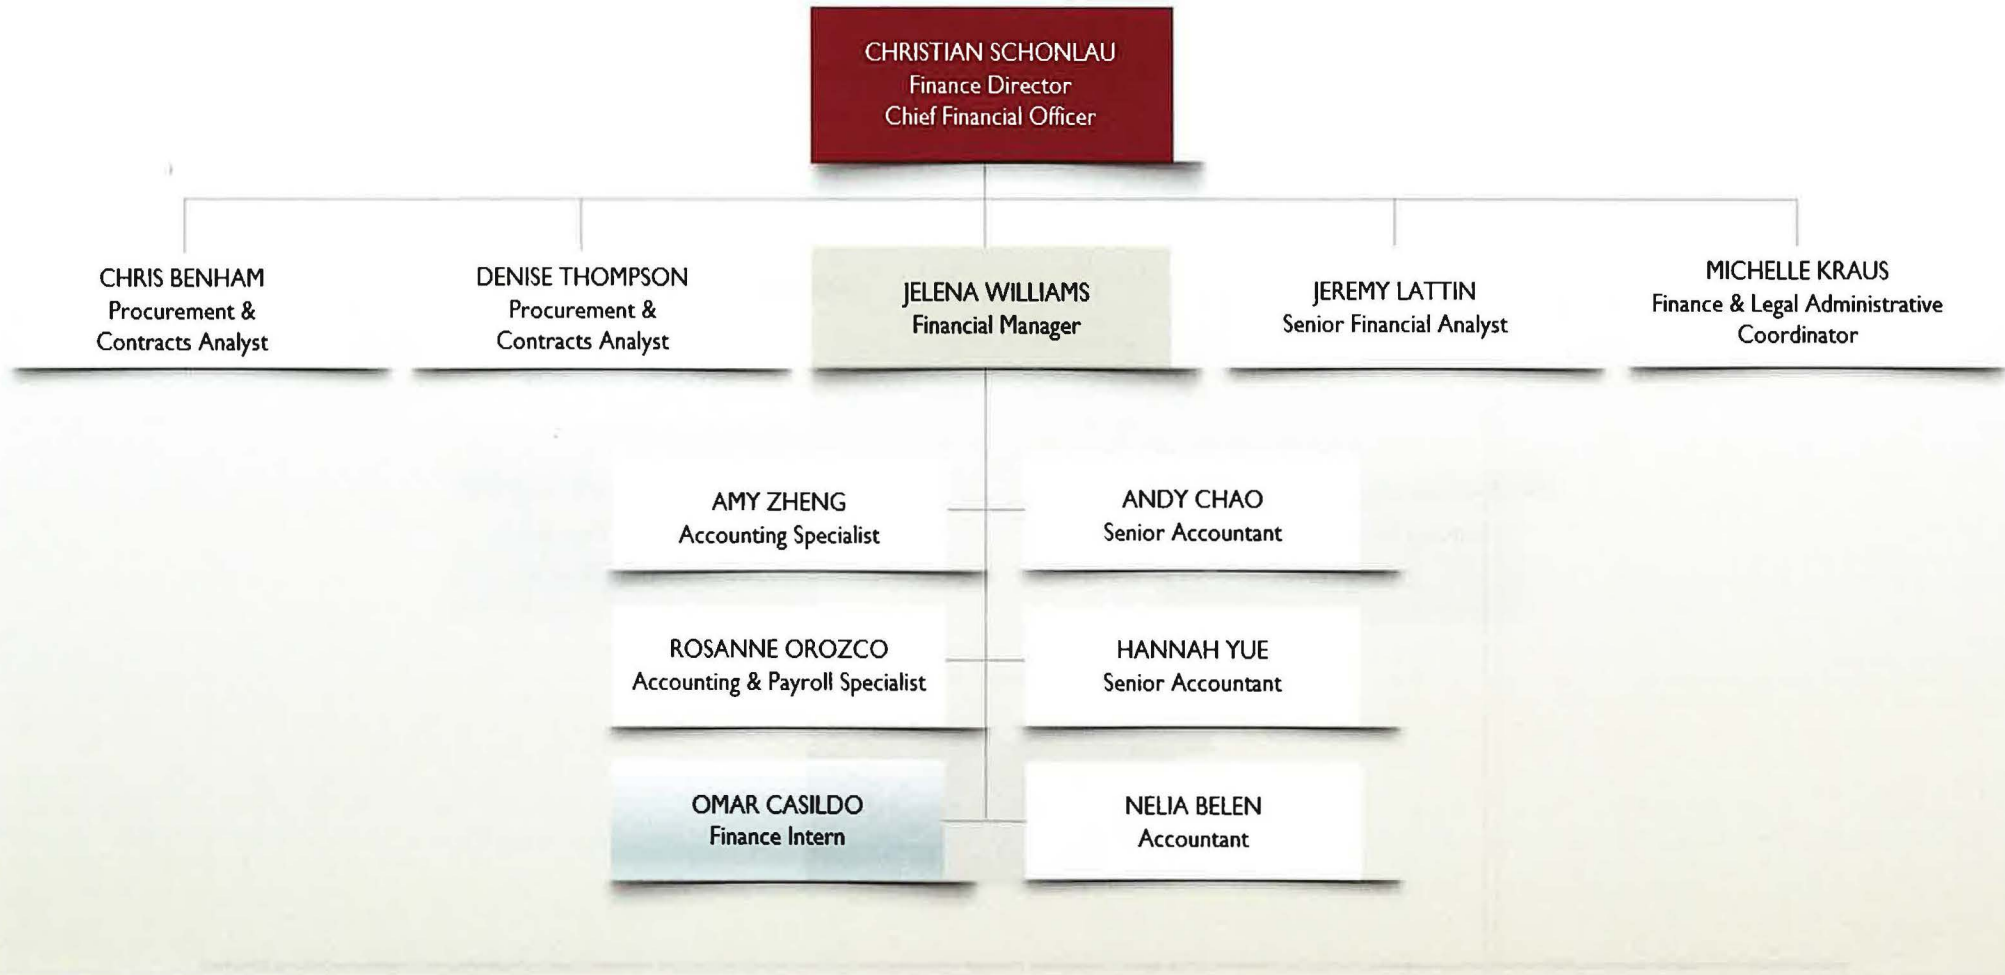 CHRISTIAN SCHONLAU
Finance Director
Chief Financial Officer
CHRIS BENHAM
Procurement &
Contracts Analyst
DENISE THOMPSON
Procurement &
Contracts Analyst
JELENA WILLIAMS
Financial Manager
JEREMY LATTIN
Senior Financial Analyst
MICHELLE KRAUS
Finance & Legal Administrative
Coordinator
AMY ZHENG
Accounting Specialist
ANDY CHAO
Senior Accountant
ROSANNE OROZCO
Accounting & Payroll Specialist
HANNAH YUE
Senior Accountant
OMAR CASILDO
Finance Intern
NELIA BELEN
Accountant